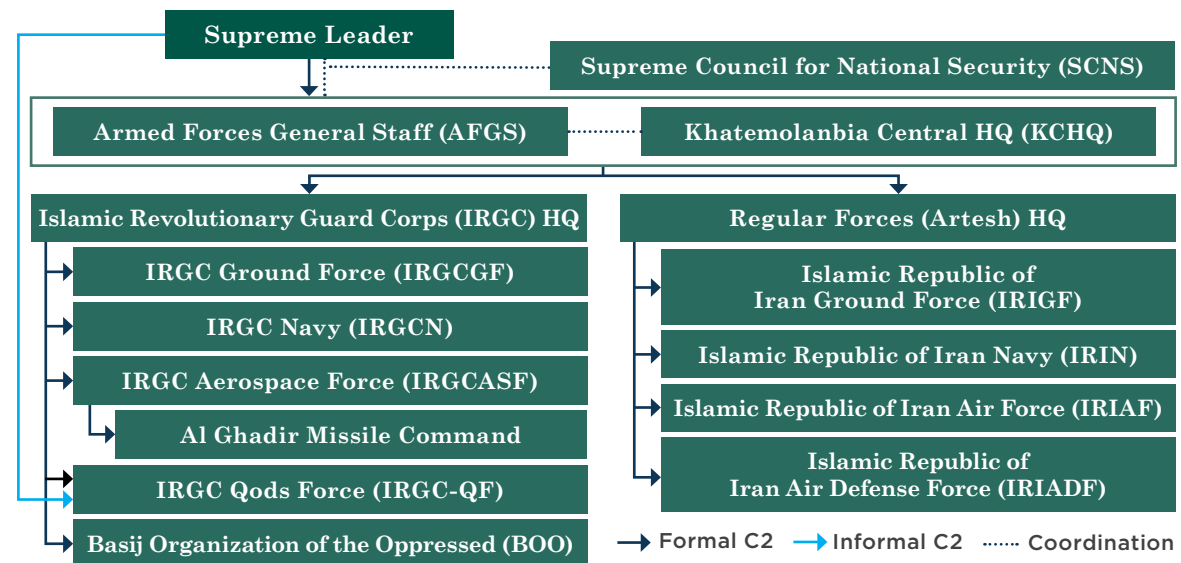 Supreme Leader
Supreme Council for National Security (SCNS)
Armed Forces General Staff (AFGS)
Khatemolanbia Central HQ (KCHQ)
Islamic Revolutionary Guard Corps (IRGC) HQ
IRGC Ground Force (IRGCGF)
IRGC Navy (IRGCN)
IRGC Aerospace Force (IRGCASF)
Al Ghadir Missile Command
IRGC Qods Force (IRGC-QF)
Basij Organization of the Oppressed (BOO)
Regular Forces (Artesh) HQ
Islamic Republic of
Iran Ground Force (IRIGF)
Islamic Republic of Iran Navy (IRIN)
Islamic Republic of Iran Air Force (IRIAF)
Islamic Republic of
Iran Air Defense Force (IRIADF)
Formal C2
Informal C2
Coordination